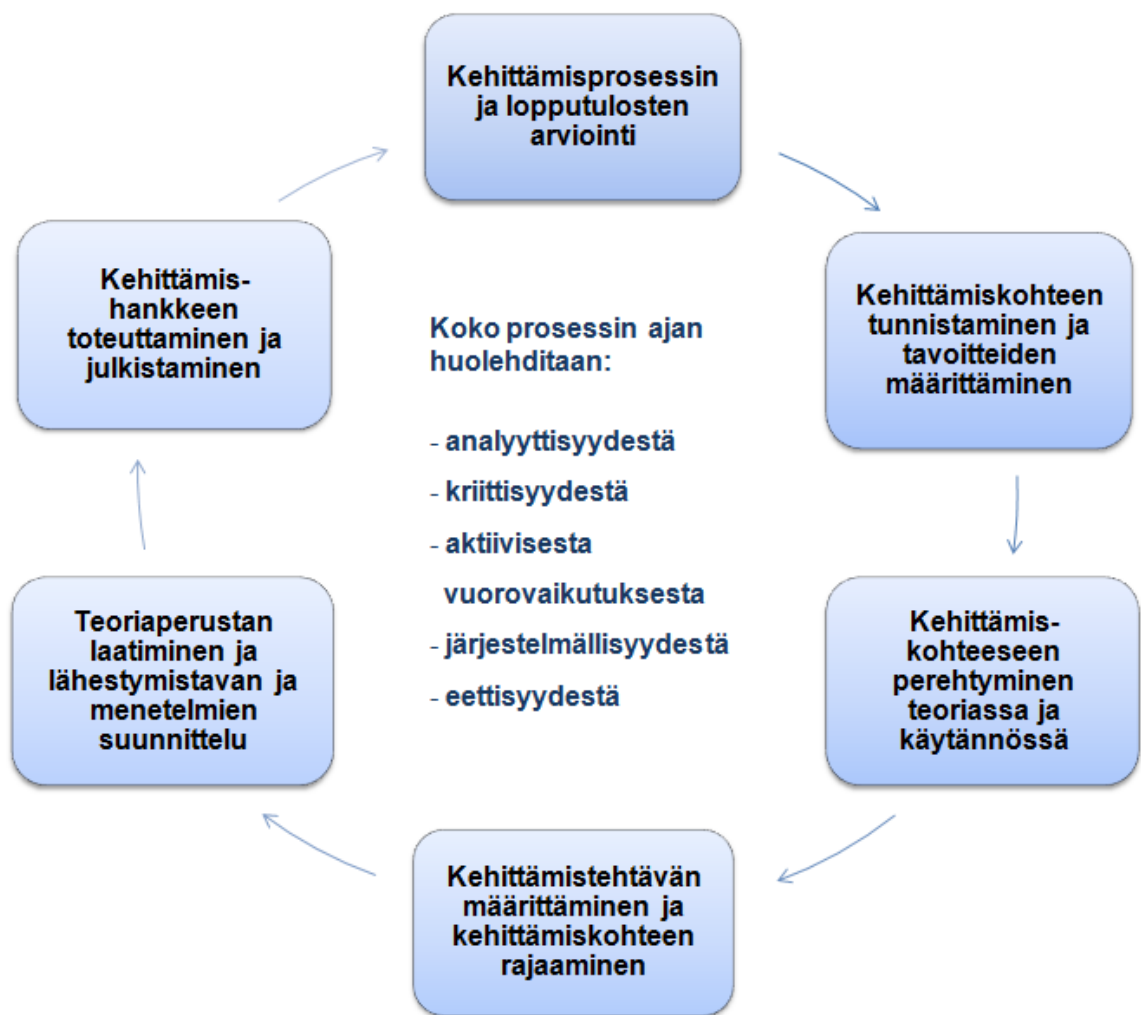 Kehittämisprosessin
ja lopputulosten
arviointi
Kehittämiskohteen
tunnistaminen ja
tavoitteiden
määrittäminen
Kehittämis-
kohteeseen
perehtyminen
teoriassa ja
käytännössä
Kehittämistehtävän
määrittäminen ja
kehittämiskohteen
rajaaminen
Teoriaperustan
laatiminen ja
lähestymistavan ja
menetelmien
suunnittelu
Kehittämis-
hankkeen
toteuttaminen ja
julkistaminen
Koko prosessin ajan
huolehditaan:
- analyyttisyydestä
- kriittisyydestä
- aktiivisesta
vuorovaikutuksesta
- järjestelmällisyydestä
- eettisyydestä